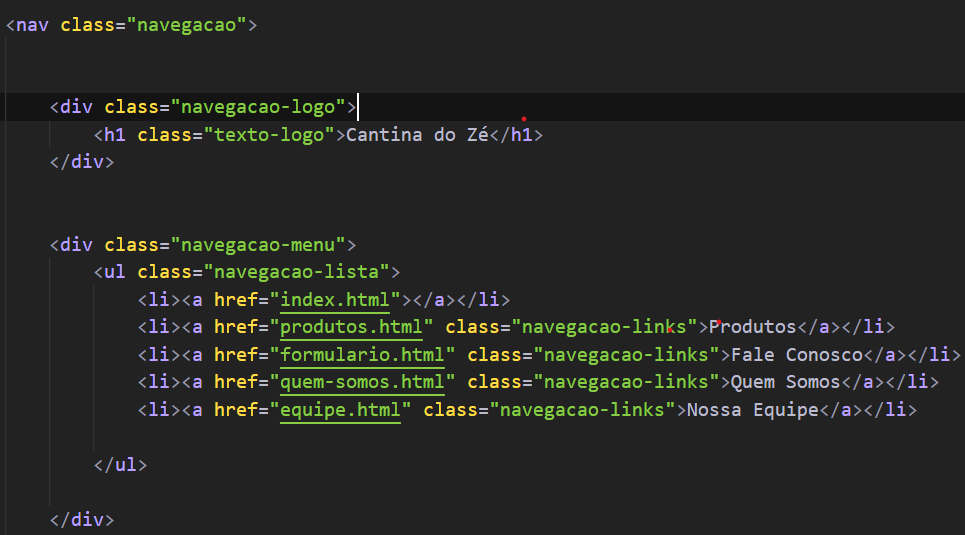 <nav class="navegacao">
<div class="navegacao-logo">
<h1 class="texto-logo">Cantina do Zé</h1>
</div>
<div class="navegacao-menu">
<ul class="navegacao-lista">
<li><a href="index.html"></a></li>
<li><a href="produtos.html" class="navegacao-links">Produtos</a></li>
<li><a href="formulario.html" class="navegacao-links">Fale Conosco</a></li>
<li><a href="quem-somos.html" class="navegacao-links">Quem Somos</a></li>
<li><a href="equipe.html" class="navegacao-links">Nossa Equipe</a></li>
</ul>
</div>